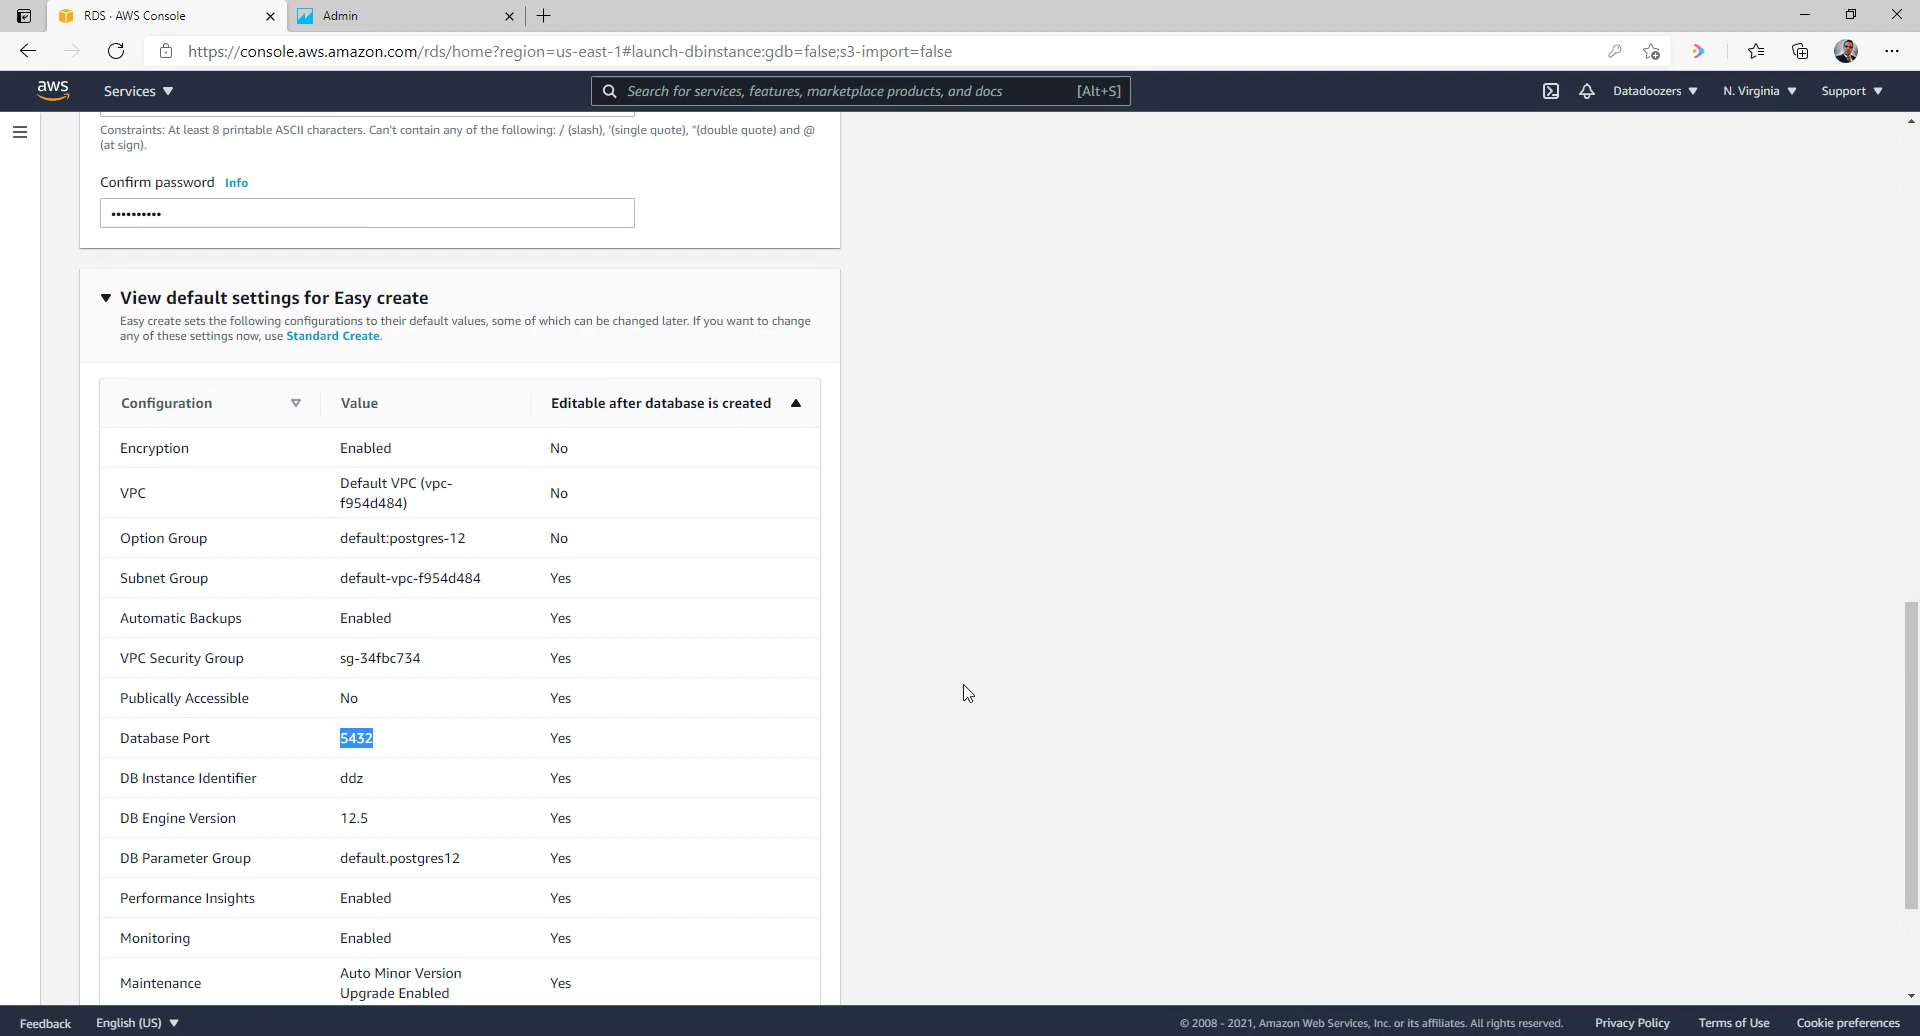 RDS · AWS Console
Admin
https://console.aws.amazon.com/rds/home?region=us-east-1#launch-dbinstance:gdb=false;s3-import=false
aws
Services
Search for services, features, marketplace products, and docs
[Alt+S]
Datadoozers
N. Virginia
Support
Constraints: At least 8 printable ASCII characters. Can't contain any of the following: / (slash), '(single quote), "(double quote) and @
(at sign).
Confirm password Info
••••••••••
View default settings for Easy create
Easy create sets the following configurations to their default values, some of which can be changed later. If you want to change
any of these settings now, use Standard Create.
Configuration Value Editable after database is created
Encryption Enabled No
VPC Default VPC (vpc-
f954d484) No
Option Group default:postgres-12 No
Subnet Group default-vpc-f954d484 Yes
Automatic Backups Enabled Yes
VPC Security Group sg-34fbc734 Yes
Publically Accessible No Yes
Database Port 5432 Yes
DB Instance Identifier ddz Yes
DB Engine Version 12.5 Yes
DB Parameter Group default.postgres12 Yes
Performance Insights Enabled Yes
Monitoring Enabled Yes
Maintenance Auto Minor Version
Upgrade Enabled Yes
Feedback English (US)
© 2008 - 2021, Amazon Web Services, Inc. or its affiliates. All rights reserved. Privacy Policy Terms of Use Cookie preferences